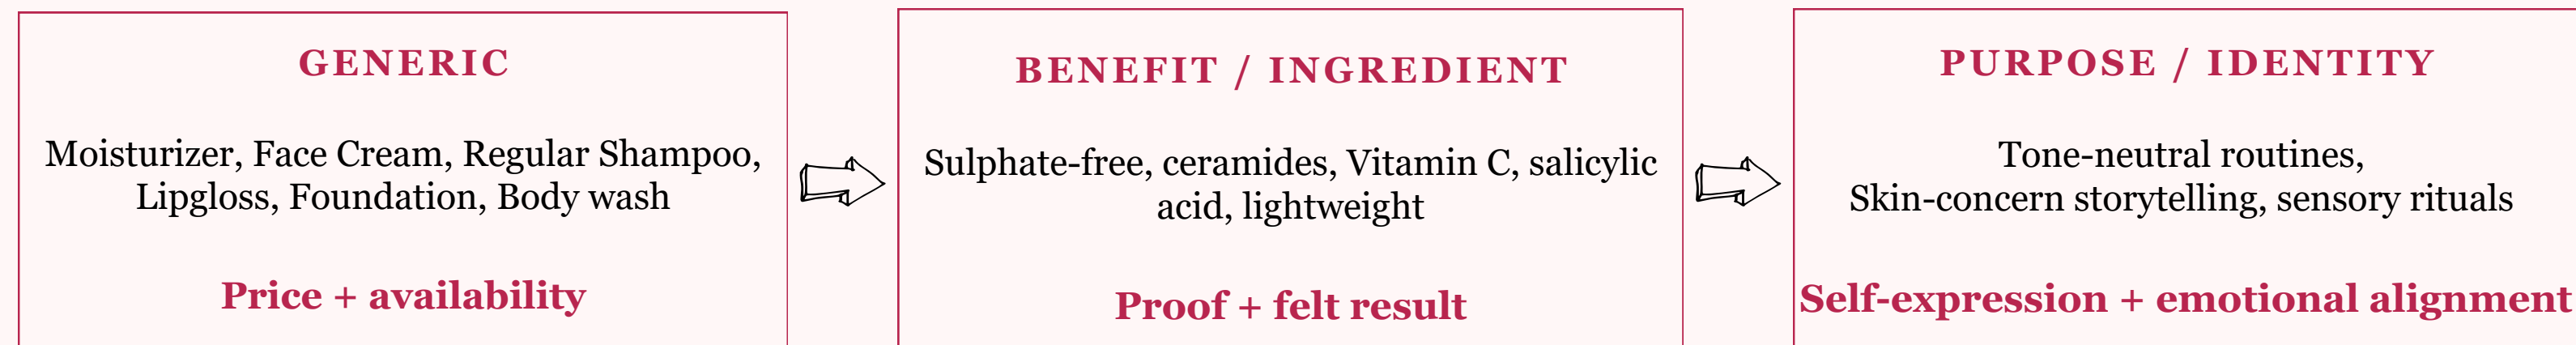 GENERIC
Moisturizer, Face Cream, Regular Shampoo,
Lipgloss, Foundation, Body wash
Price + availability
BENEFIT / INGREDIENT
Sulphate-free, ceramides, Vitamin C, salicylic
acid, lightweight
Proof + felt result
PURPOSE / IDENTITY
Tone-neutral routines,
Skin-concern storytelling, sensory rituals
Self-expression + emotional alignment